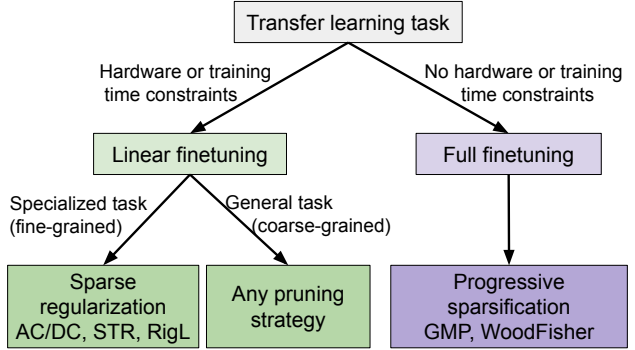 Transfer learning task
Hardware or training
time constraints
No hardware or training
time constraints
Linear finetuning
Full finetuning
Specialized task
(fine-grained)
General task
(coarse-grained)
Sparse
regularization
AC/DC, STR, RigL
Any pruning
strategy
Progressive
sparsification
GMP, WoodFisher